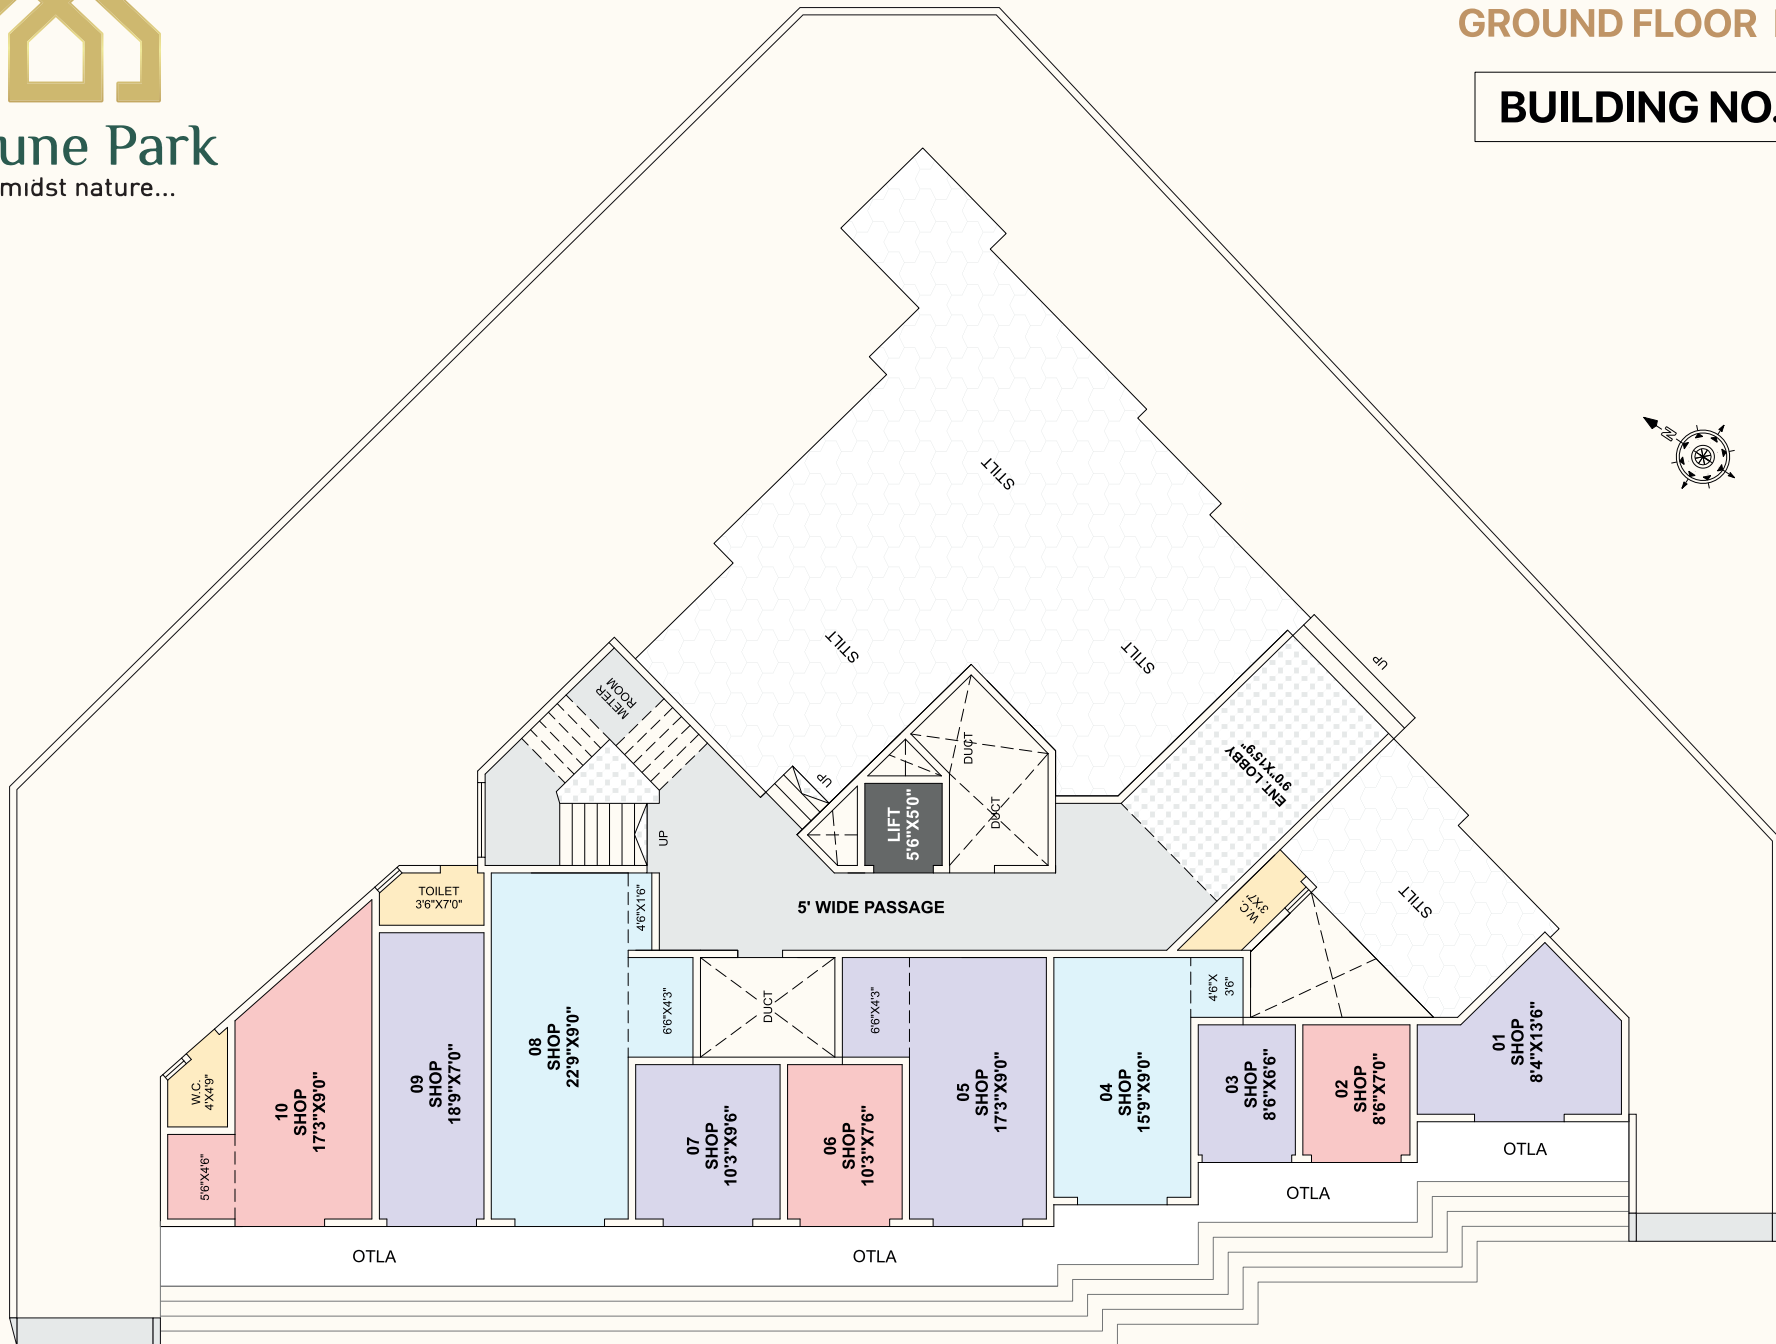 une Park
midst nature...
GROUND FLOOR
BUILDING NO.
N
STILT
STILT
STILT
STILT
METER
ROOM
UP
UP
UP
DUCT
DUCT
LIFT
5'6"X5'0"
ENT. LOBBY
9'0"X15'9"
5' WIDE PASSAGE
TOILET
3'6"X7'0"
W.C.
3'X7'
W.C.
4'X4'9"
5'6"X4'6"
10
SHOP
17'3"X9'0"
09
SHOP
18'9"X7'0"
08
SHOP
22'9"X9'0"
4'6"X1'6"
6'6"X4'3"
DUCT
6'6"X4'3"
07
SHOP
10'3"X9'6"
06
SHOP
10'3"X7'6"
05
SHOP
17'3"X9'0"
04
SHOP
15'9"X9'0"
4'6"X
3'6"
03
SHOP
8'6"X6'6"
02
SHOP
8'6"X7'0"
01
SHOP
8'4"X13'6"
OTLA
OTLA
OTLA
OTLA